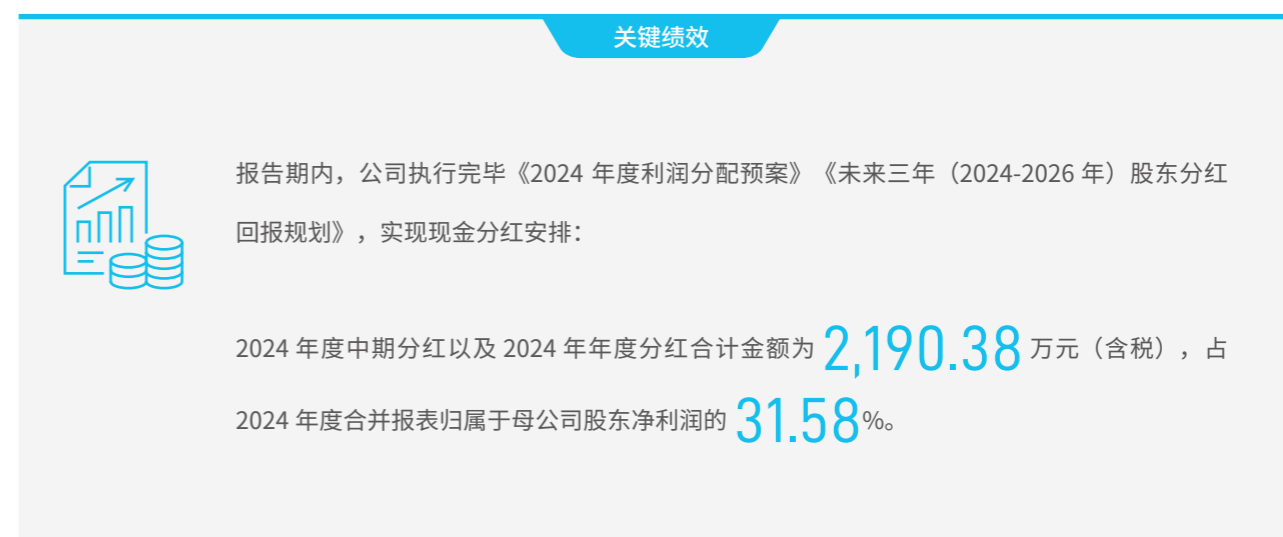 关键绩效
报告期内，公司执行完毕《2024 年度利润分配预案》《未来三年（2024-2026 年）股东分红
回报规划》，实现现金分红安排：
2024 年度中期分红以及 2024 年年度分红合计金额为 2,190.38 万元（含税），占
2024 年度合并报表归属于母公司股东净利润的 31.58%。